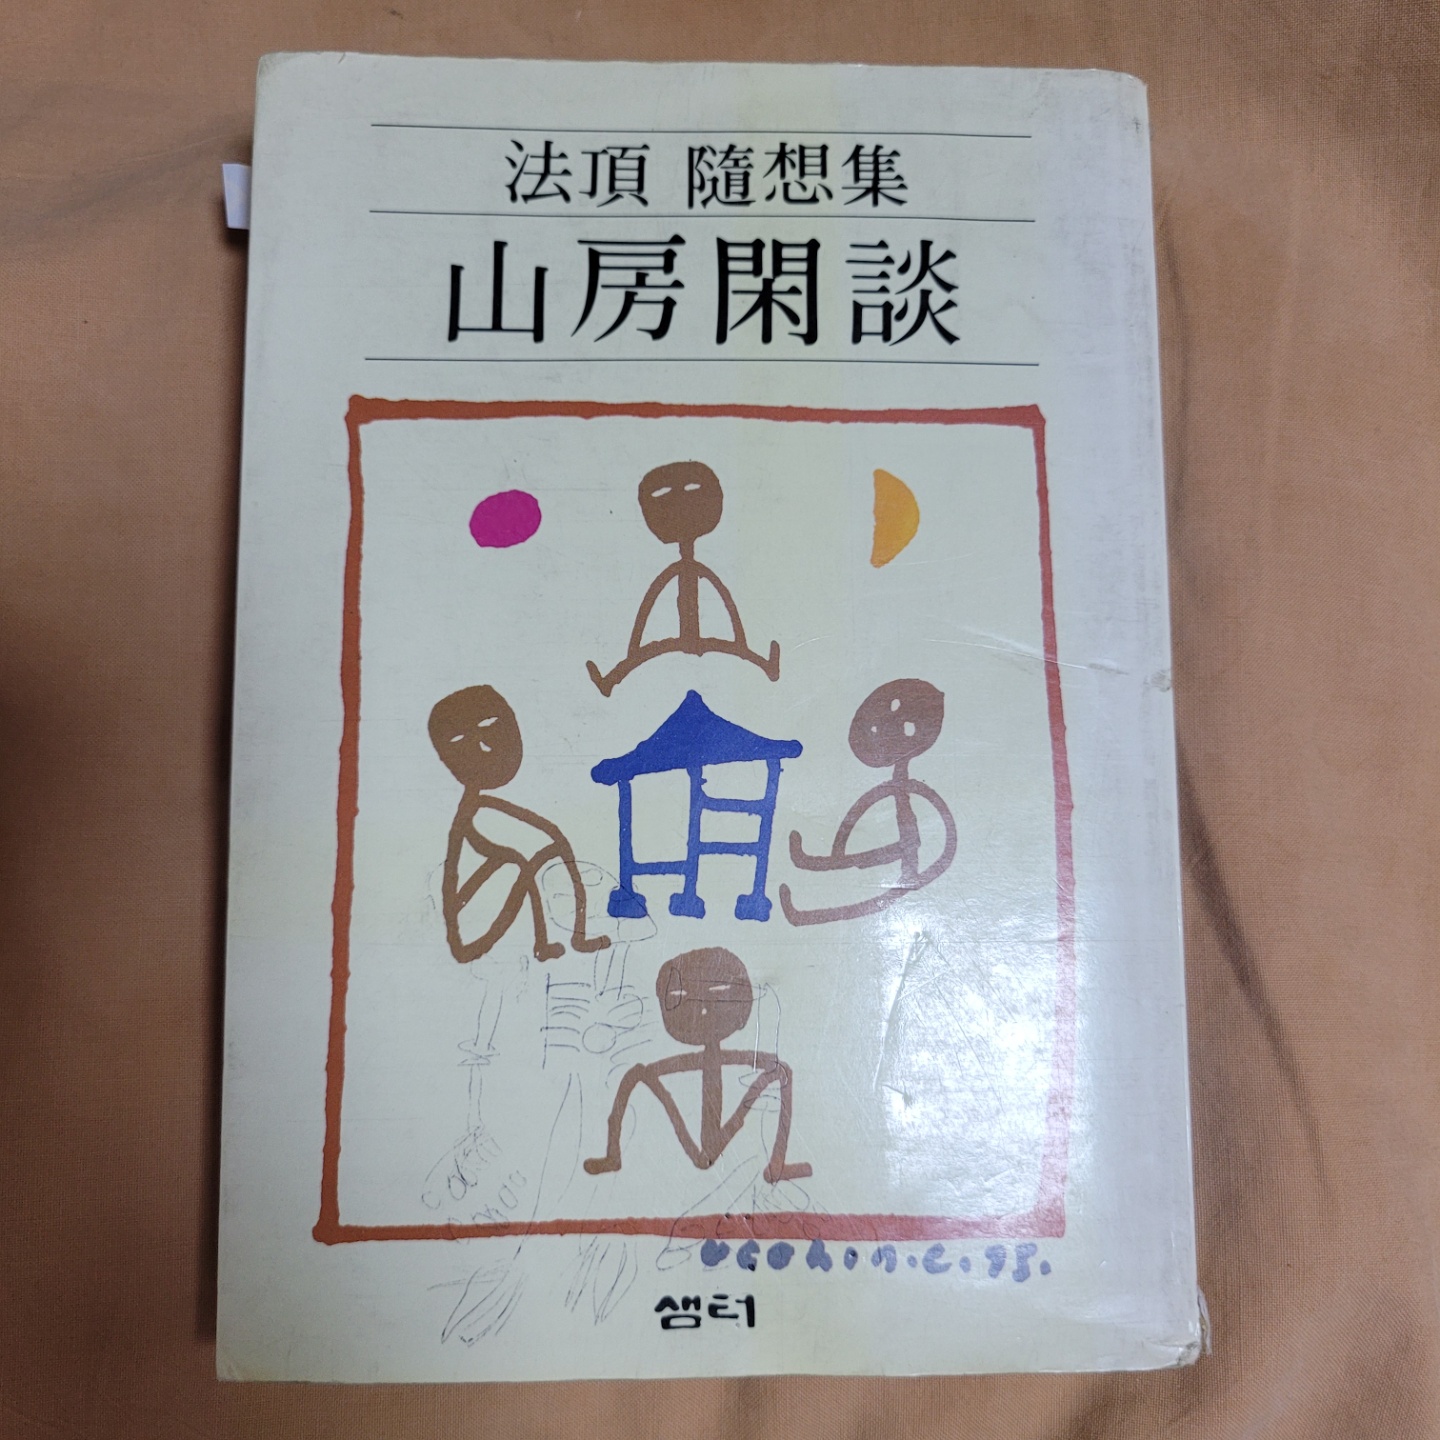 法頂 隨想集
山房閑談
샘터